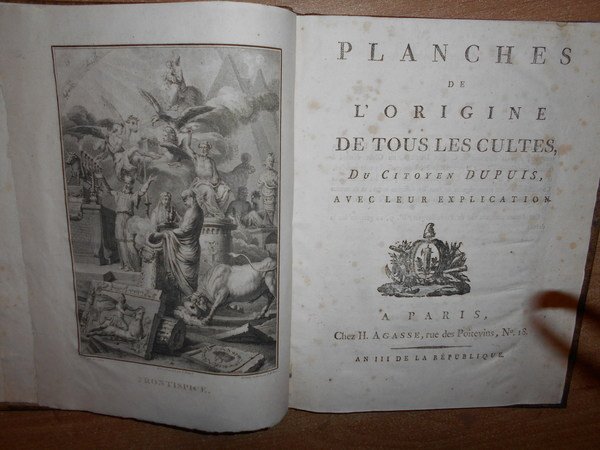 FRONTISPICE.
PLANCHES
DE
L'ORIGINE
DE TOUS LES CULTES,
DU CITOYEN DUPUIS,
AVEC LEUR EXPLICATION.
A PARIS,
Chez H. AGASSE, rue des Poitevins, No. 18.
AN III DE LA RÉPUBLIQUE.